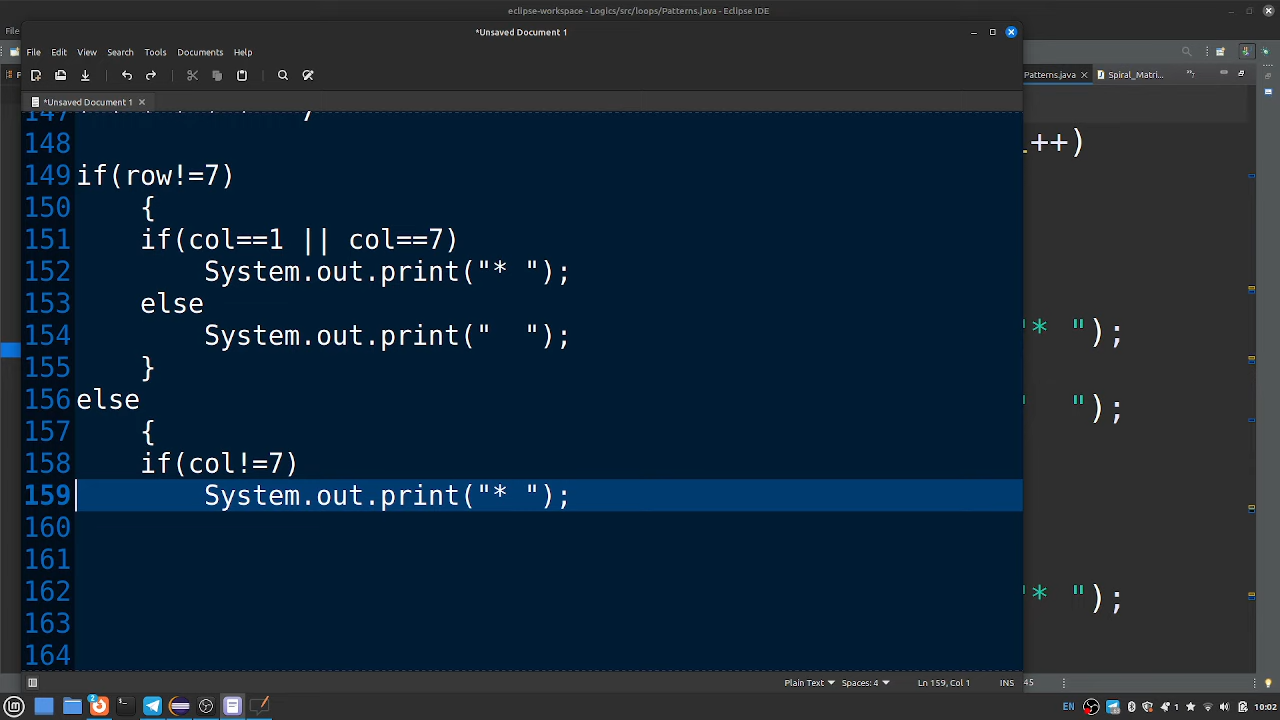 eclipse-workspace - Logics/src/loops/Patterns.java - Eclipse IDE
*Unsaved Document 1
File Edit View Search Tools Documents Help
*Unsaved Document 1
Patterns.java
Spiral_Matri...
147
148
149 if(row!=7)
150 {
151 if(col==1 || col==7)
152 System.out.print("* ");
153 else
154 System.out.print("  ");
155 }
156 else
157 {
158 if(col!=7)
159 System.out.print("* ");
160
161
162
163
164
++)
"* ");
");
"* ");
Plain Text Spaces: 4 Ln 159, Col 1 INS
45
2
EN 1 10:02